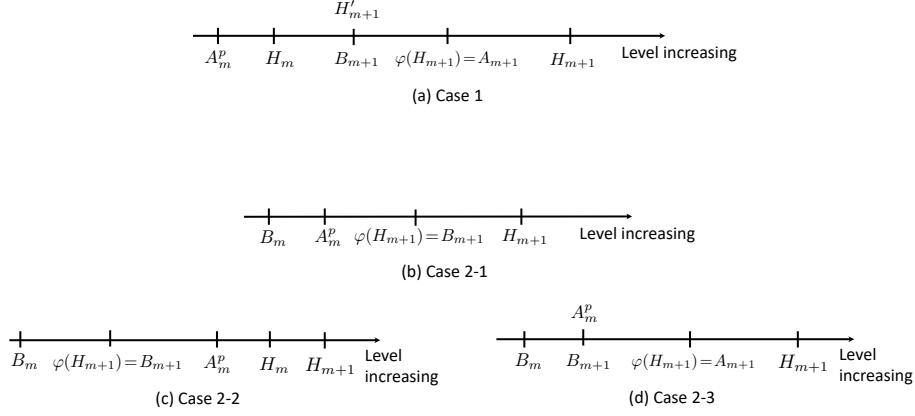 H'_{m+1}
A^p_m H_m B_{m+1} φ(H_{m+1})=A_{m+1} H_{m+1} Level increasing
(a) Case 1
B_m A^p_m φ(H_{m+1})=B_{m+1} H_{m+1} Level increasing
(b) Case 2-1
B_m φ(H_{m+1})=B_{m+1} A^p_m H_m H_{m+1} Level
increasing
(c) Case 2-2
A^p_m
B_m B_{m+1} φ(H_{m+1})=A_{m+1} H_{m+1} Level
increasing
(d) Case 2-3